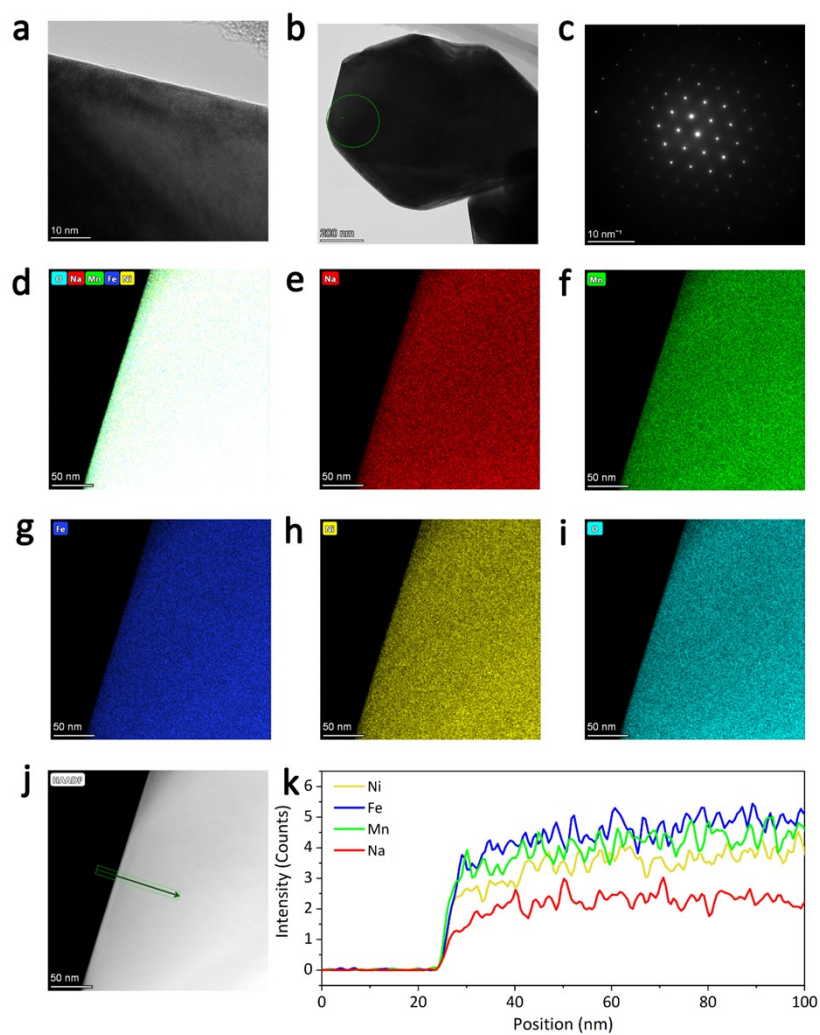 a
b
c
10 nm
200 nm
10 nm⁻¹
d
e
f
O Na Mn Fe Ni
Na
Mn
50 nm
50 nm
50 nm
g
h
i
Fe
Ni
O
50 nm
50 nm
50 nm
j
k
HAADF
50 nm
6
5
4
3
2
1
0
Intensity (Counts)
Ni
Fe
Mn
Na
0 20 40 60 80 100
Position (nm)